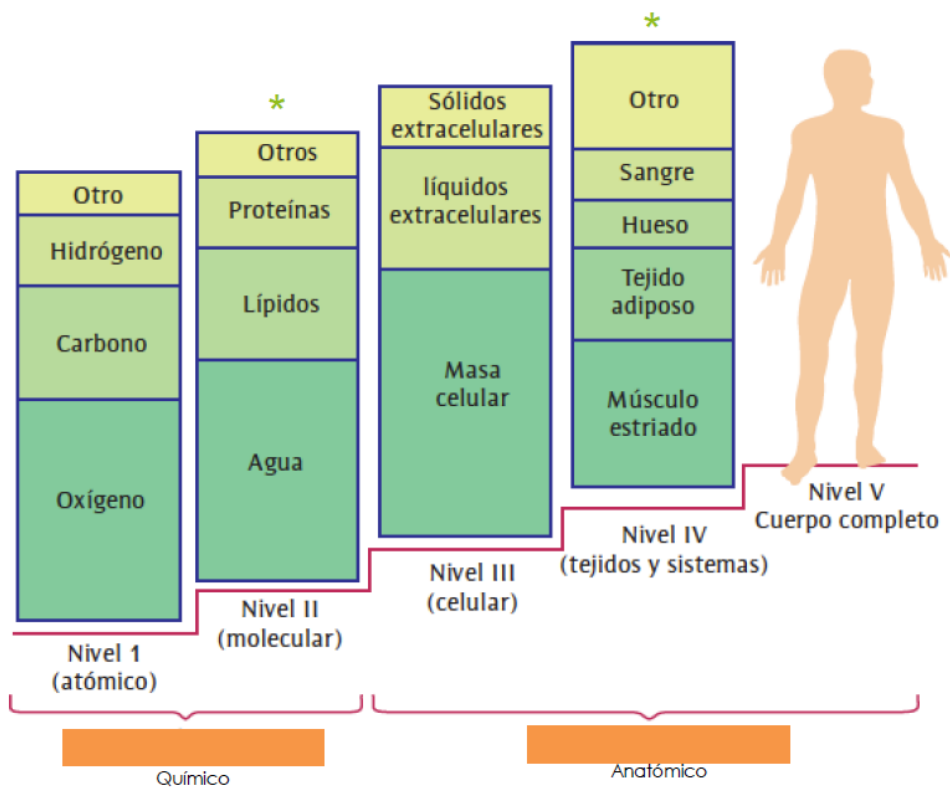 *
*
Otro
Hidrógeno
Carbono
Oxígeno
Nivel 1
(atómico)
Otros
Proteínas
Lípidos
Agua
Nivel II
(molecular)
Sólidos
extracelulares
líquidos
extracelulares
Masa
celular
Nivel III
(celular)
Otro
Sangre
Hueso
Tejido
adiposo
Músculo
estriado
Nivel IV
(tejidos y sistemas)
Nivel V
Cuerpo completo
Químico
Anatómico